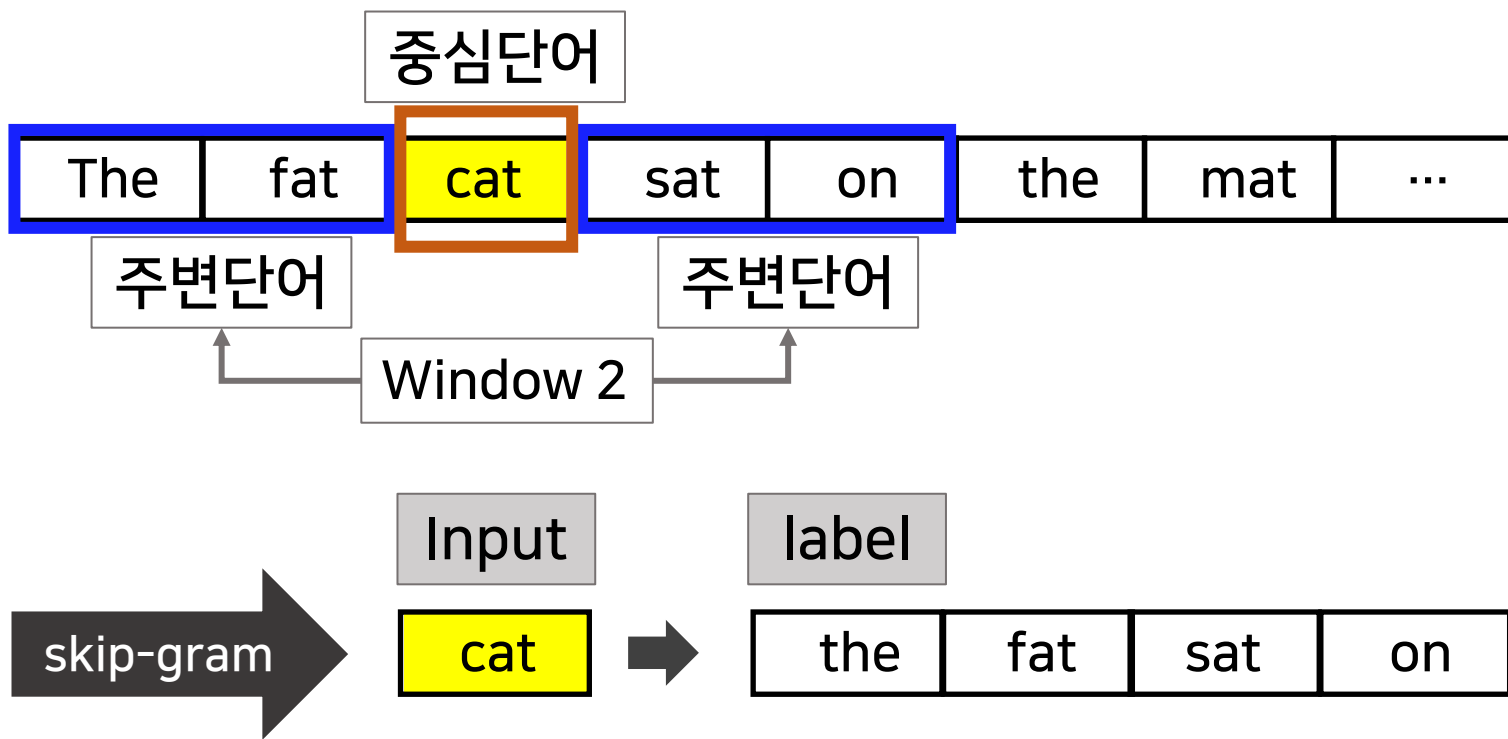 중심단어
The fat cat sat on the mat ...
주변단어 주변단어
Window 2
Input label
skip-gram cat the fat sat on